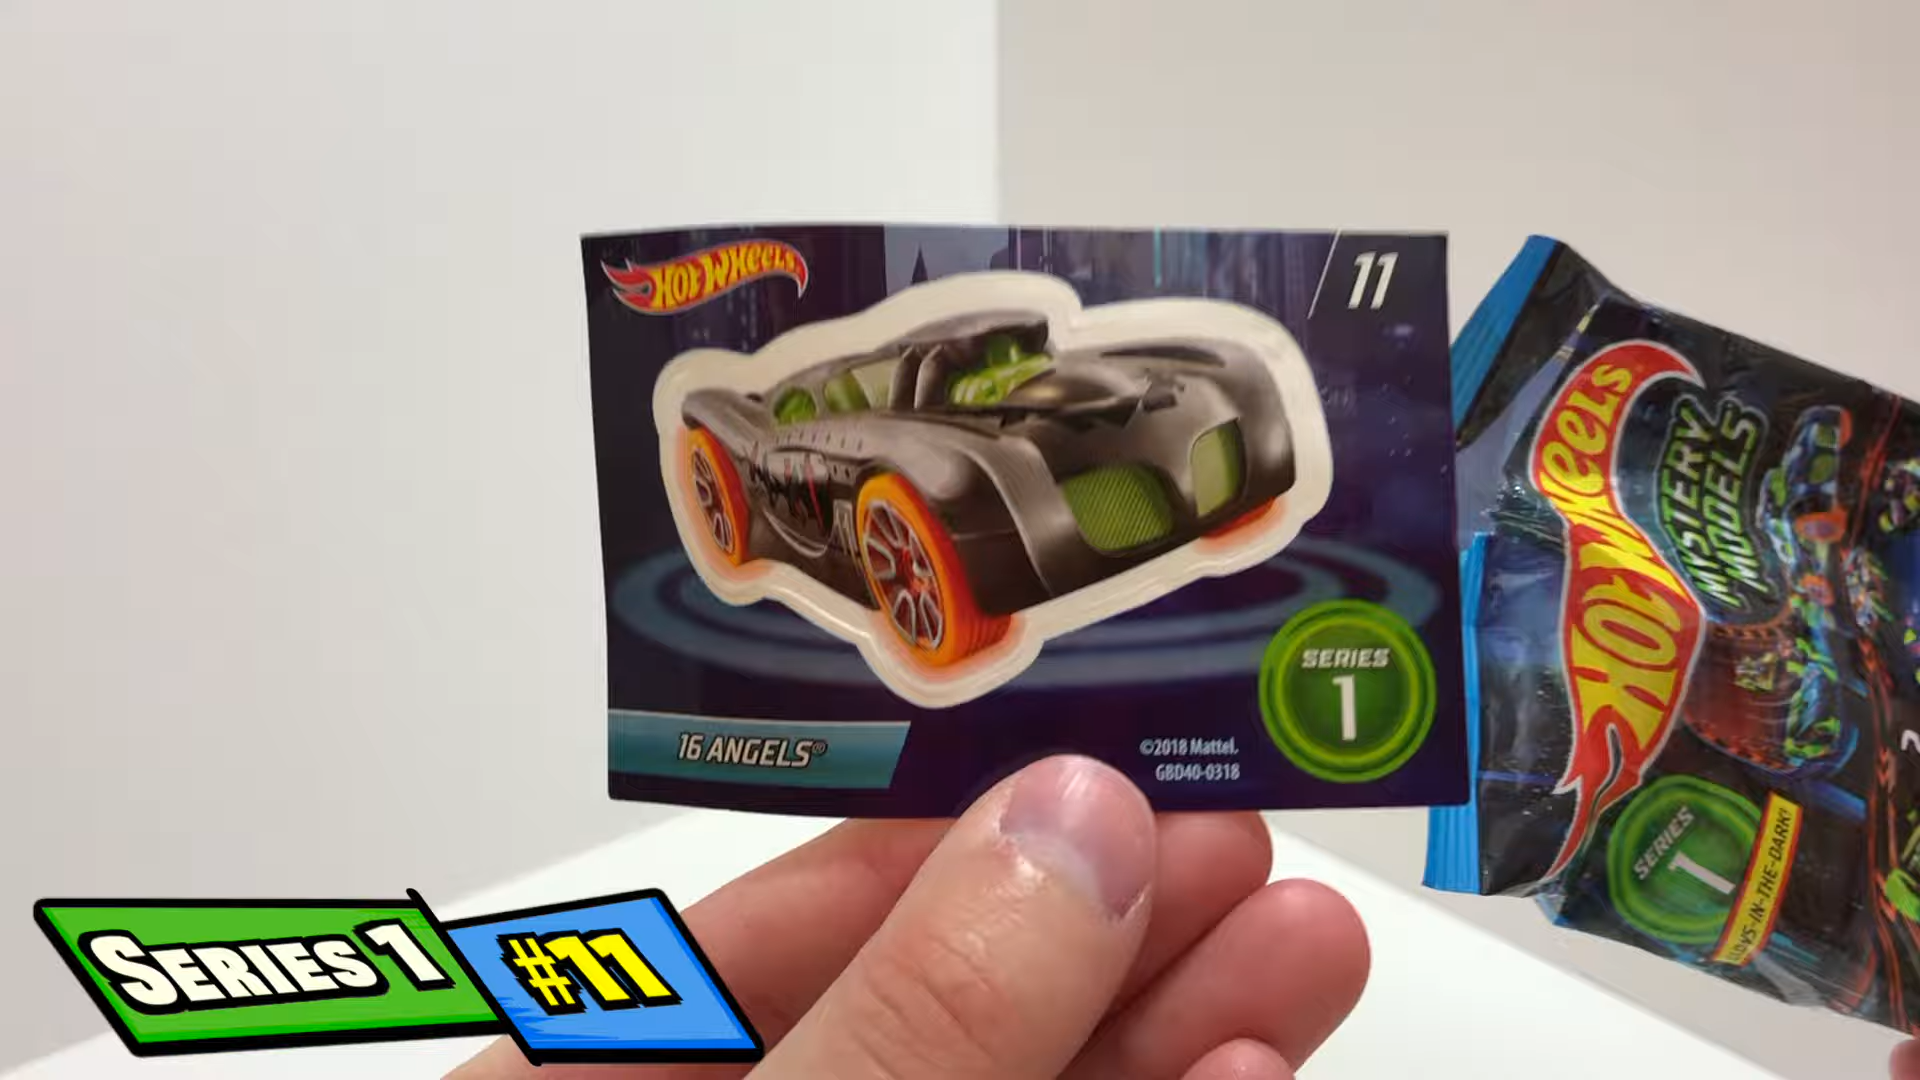 HOT WHEELS
11
SERIES
1
16 ANGELS®
©2018 Mattel.
GBD40-0318
HOT WHEELS
MYSTERY
MODELS
SERIES
1
GLOWS-IN-THE-DARK!
SERIES 1
#11